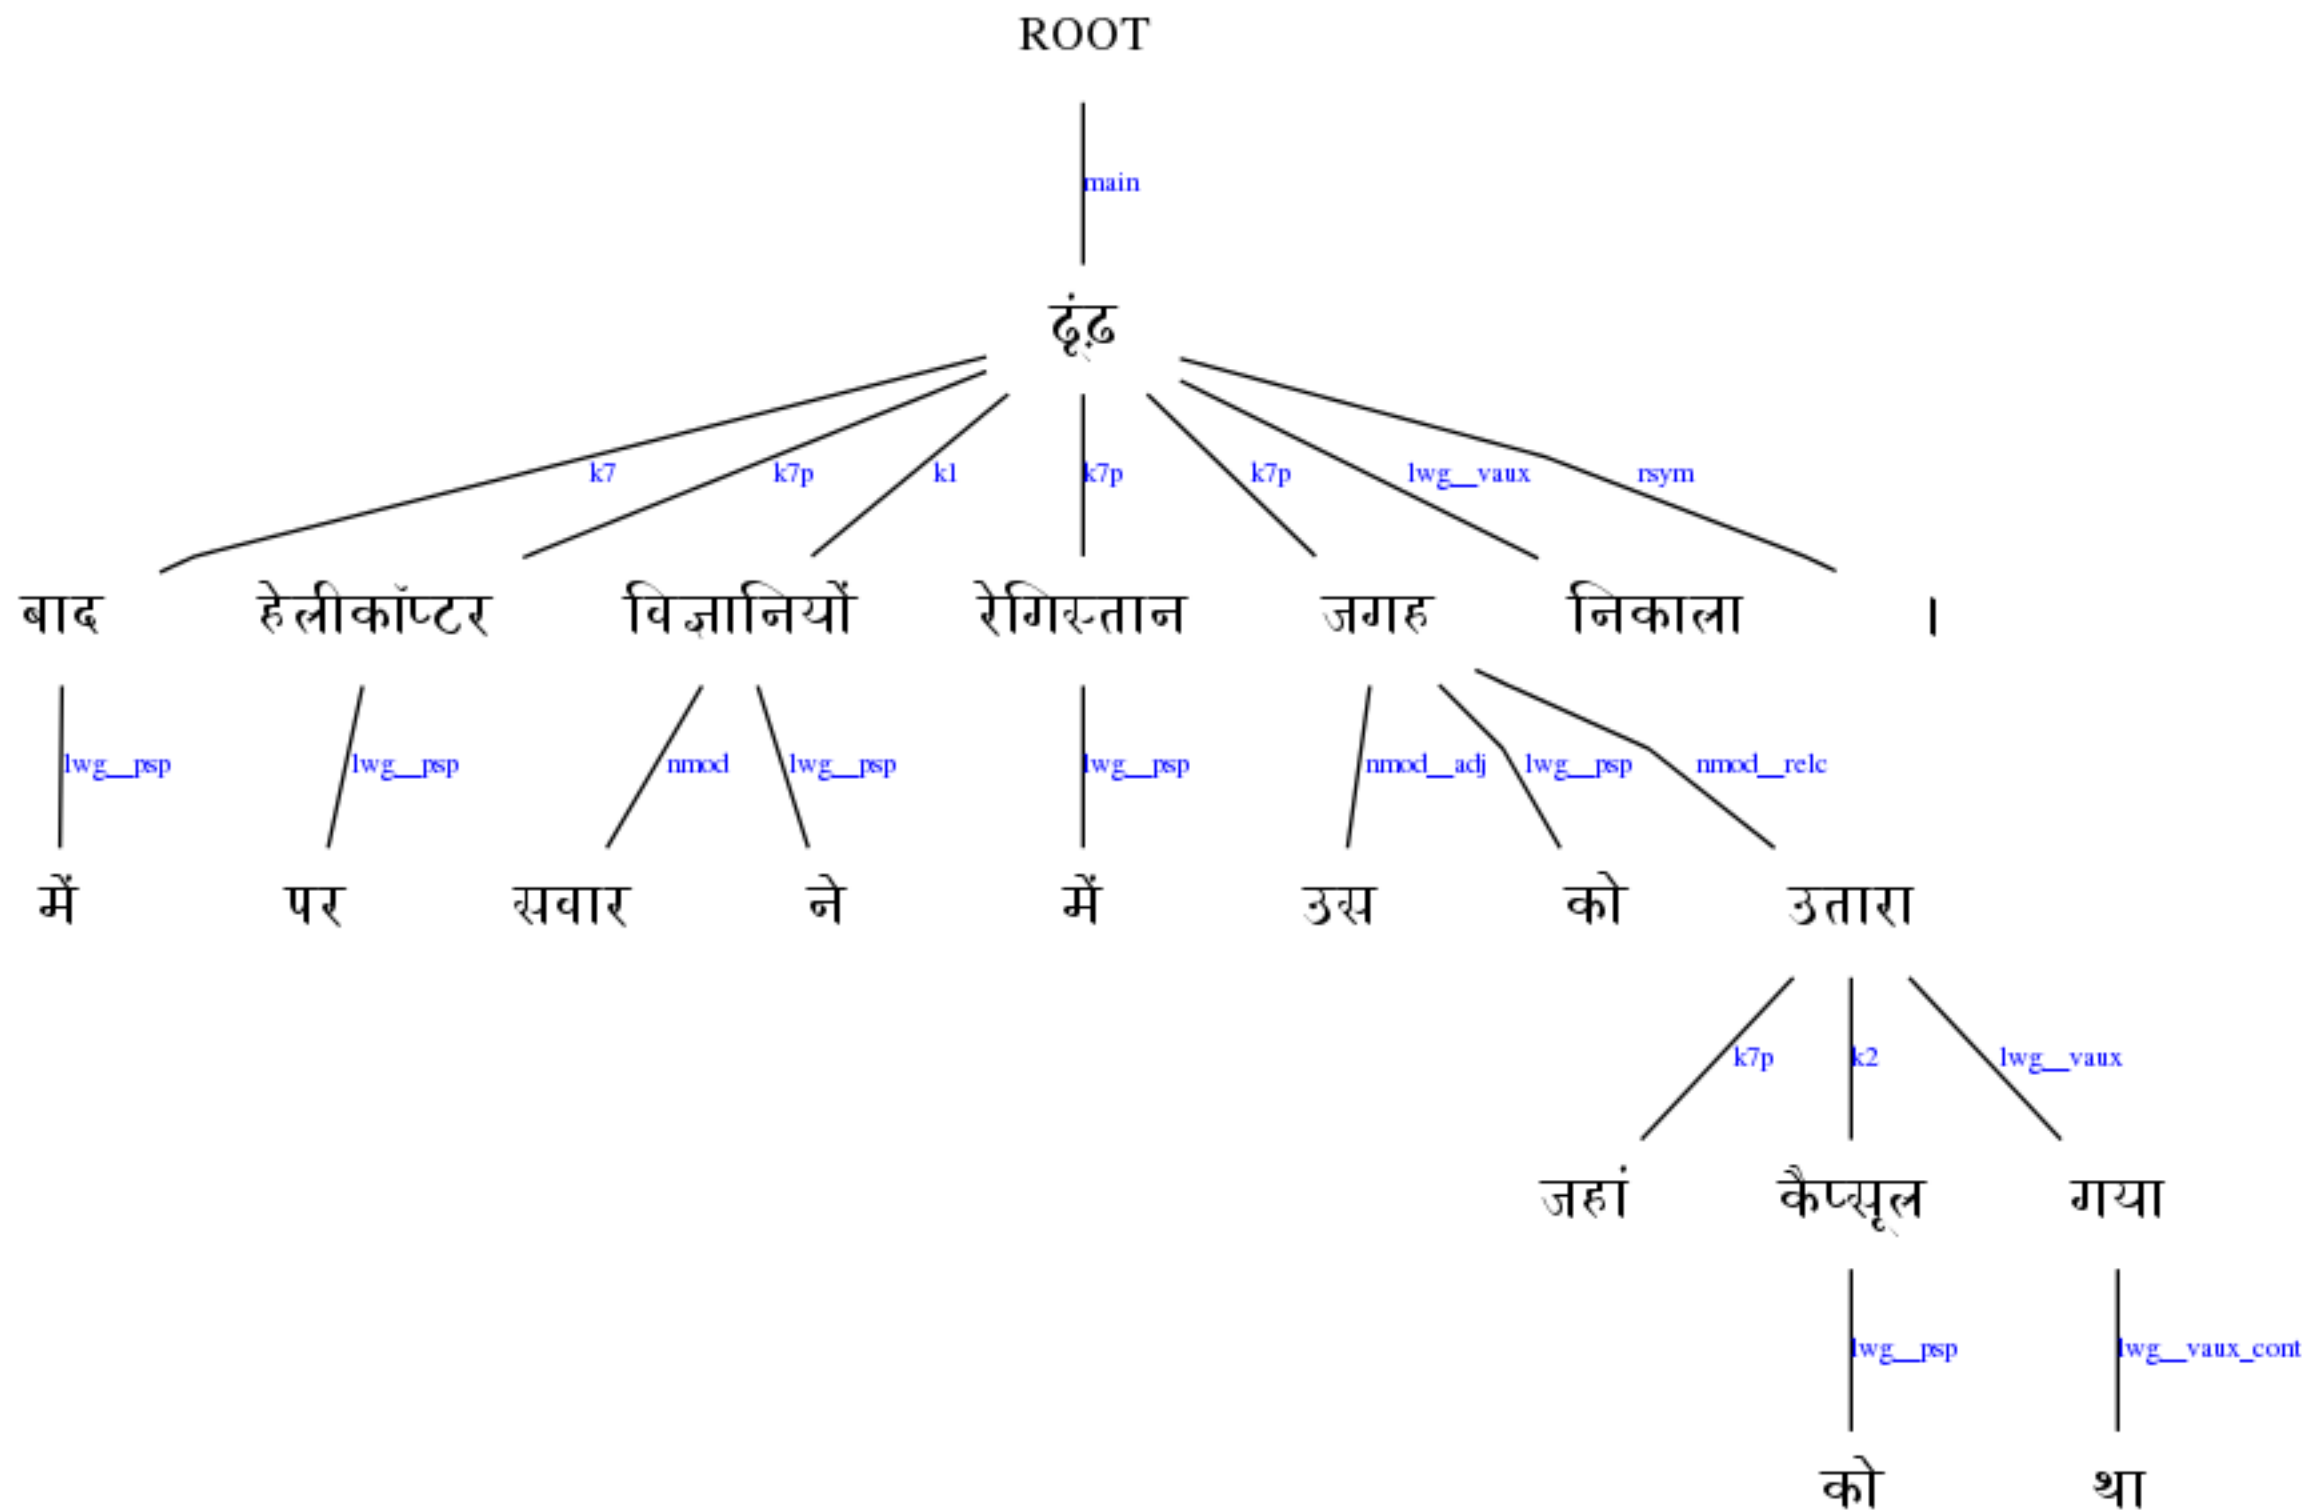 ROOT
main
ढूंढ़
k7 k7p k1 k7p k7p lwg__vaux rsym
बाद हेलीकॉप्टर विज्ञानियों रेगिस्तान जगह निकाला ।
lwg__psp lwg__psp nmod lwg__psp lwg__psp nmod__adj lwg__psp nmod__relc
में पर सवार ने में उस को उतारा
k7p k2 lwg__vaux
जहां कैप्सूल गया
lwg__psp lwg__vaux_cont
को था